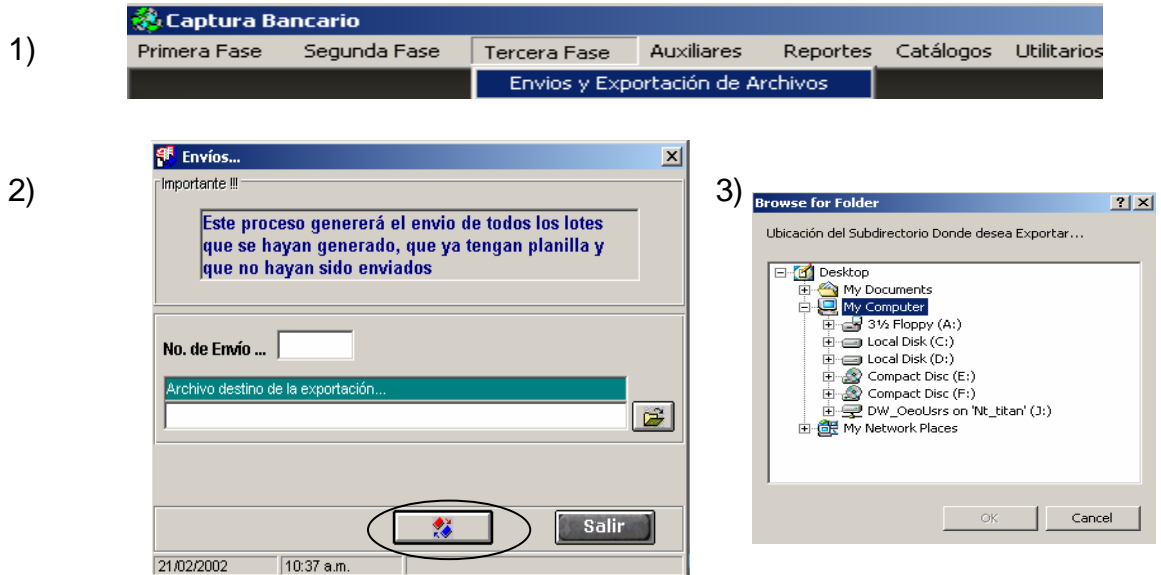 1)
Captura Bancario
Primera Fase Segunda Fase Tercera Fase Auxiliares Reportes Catálogos Utilitarios
Envios y Exportación de Archivos
2)
Envíos...
Importante !!!
Este proceso genererá el envio de todos los lotes
que se hayan generado, que ya tengan planilla y
que no hayan sido enviados
No. de Envío ...
Archivo destino de la exportación...
Salir
21/02/2002 10:37 a.m.
3)
Browse for Folder
Ubicación del Subdirectorio Donde desea Exportar...
Desktop
My Documents
My Computer
3½ Floppy (A:)
Local Disk (C:)
Local Disk (D:)
Compact Disc (E:)
Compact Disc (F:)
DW_OeoUsrs on 'Nt_titan' (J:)
My Network Places
OK Cancel